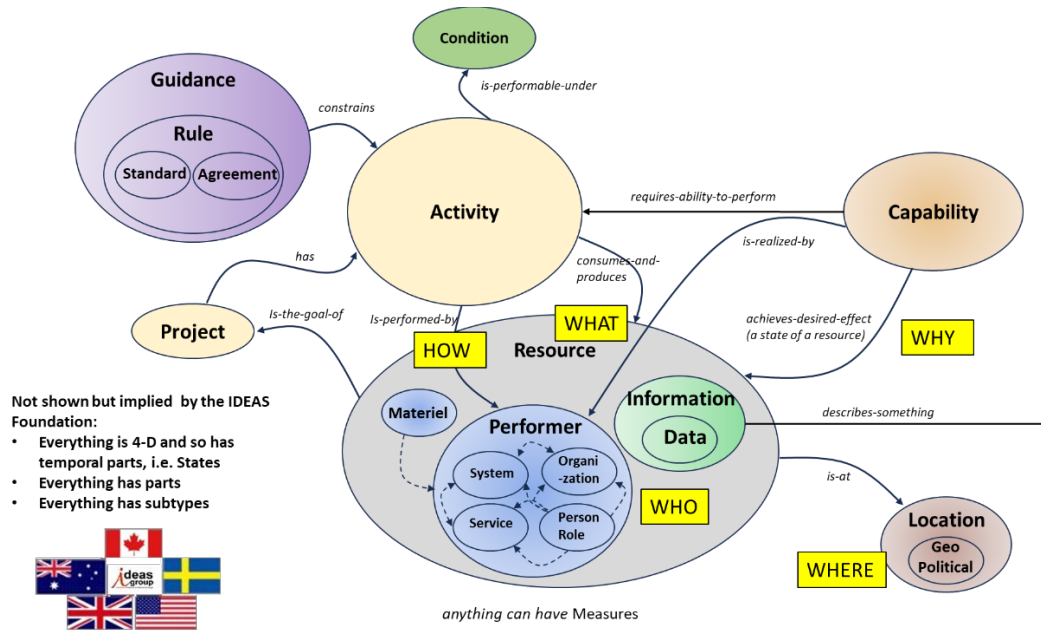 Condition
is-performable-under
Guidance
constrains
Rule
Standard
Agreement
Activity
requires-ability-to-perform
Capability
is-realized-by
has
consumes-and-
produces
Project
Is-the-goal-of
Is-performed-by
HOW
WHAT
Resource
achieves-desired-effect
(a state of a resource)
WHY
Not shown but implied by the IDEAS
Foundation:
• Everything is 4-D and so has
temporal parts, i.e. States
• Everything has parts
• Everything has subtypes
Materiel
Performer
System
Organi
-zation
Service
Person
Role
Information
Data
describes-something
WHO
is-at
Location
Geo
Political
WHERE
ideas
group
anything can have Measures